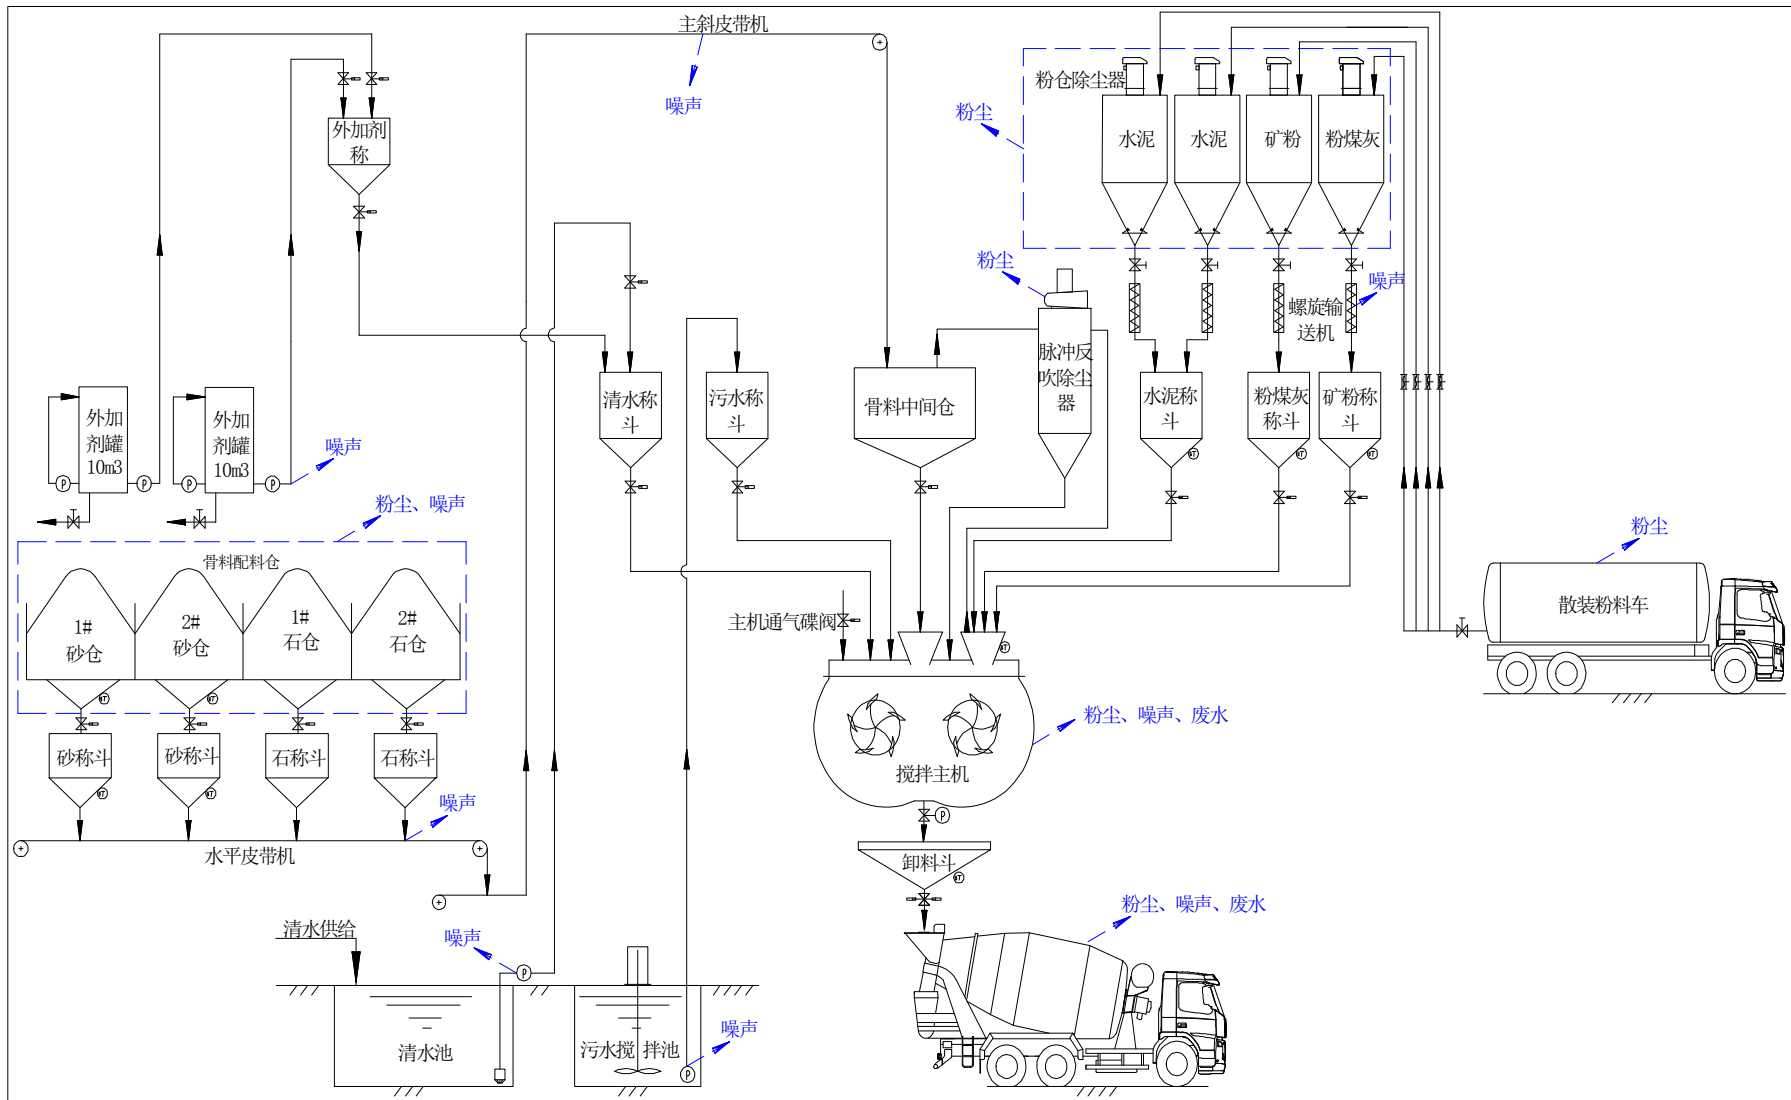 主斜皮带机
噪声
外加剂
称
粉仓除尘器
粉尘
水泥
水泥
矿粉
粉煤灰
粉尘
噪声
螺旋输
送机
脉冲反
吹除尘
器
清水称
斗
污水称
斗
骨料中间仓
水泥称
斗
粉煤灰
称斗
矿粉称
斗
外加
剂罐
10m3
外加
剂罐
10m3
噪声
P
P
P
P
粉尘、噪声
骨料配料仓
1#
砂仓
2#
砂仓
1#
石仓
2#
石仓
主机通气碟阀
粉尘
散装粉料车
砂称斗
砂称斗
石称斗
石称斗
粉尘、噪声、废水
搅拌主机
P
噪声
水平皮带机
卸料斗
粉尘、噪声、废水
清水供给
噪声
P
清水池
污水搅 拌池
噪声
P